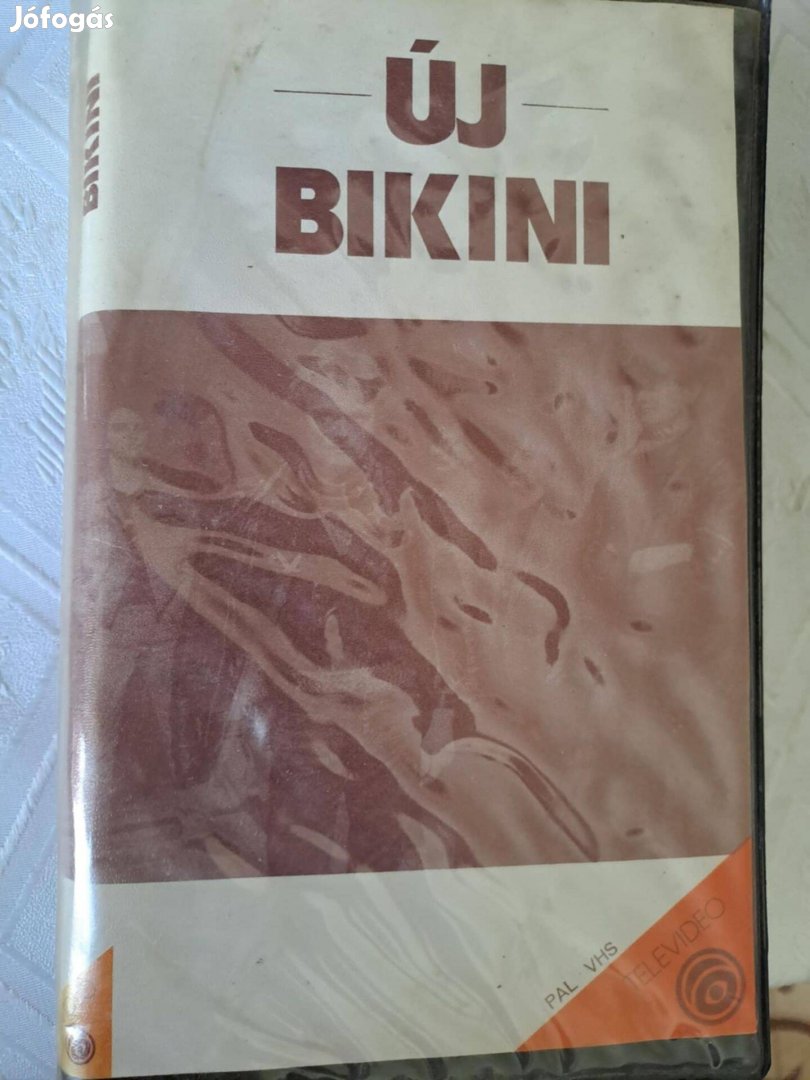 Jófogás
BIKINI
ÚJ
BIKINI
PAL VHS
TELEVIDEO